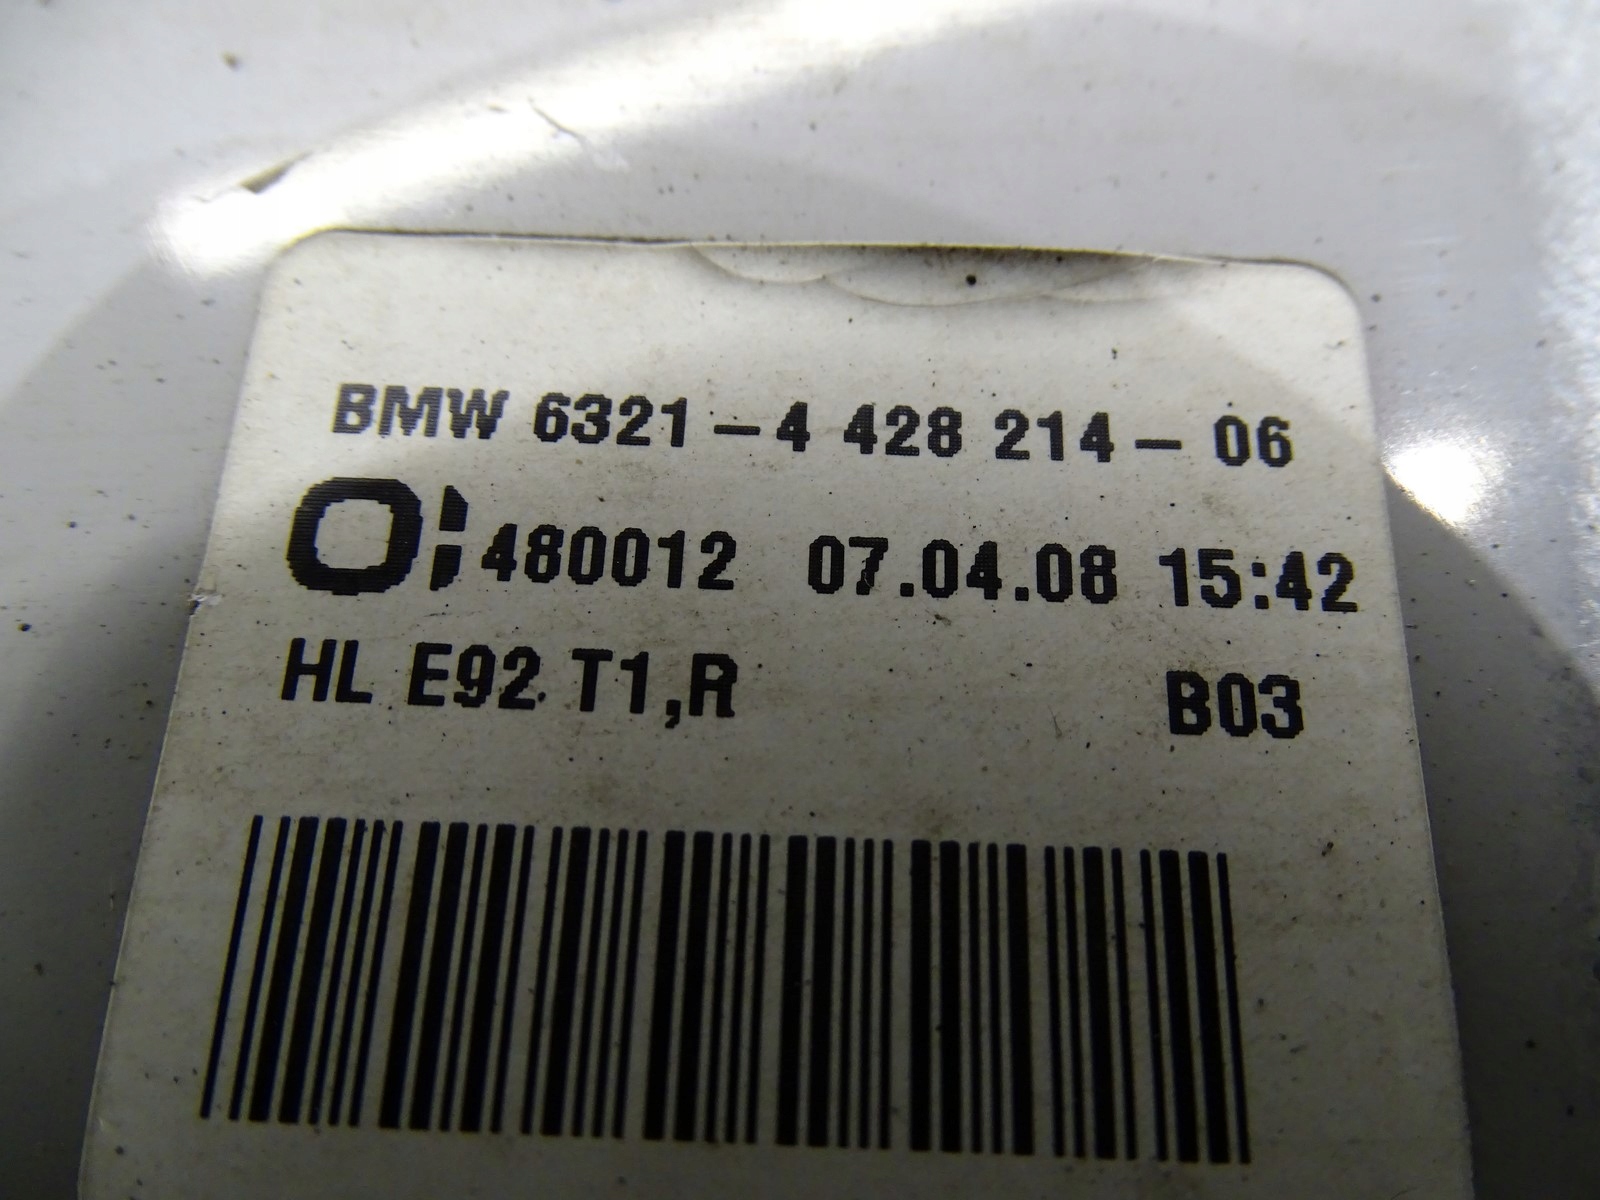 BMW 6321-4 428 214-06
480012 07.04.08 15:42
HL E92 T1,R B03